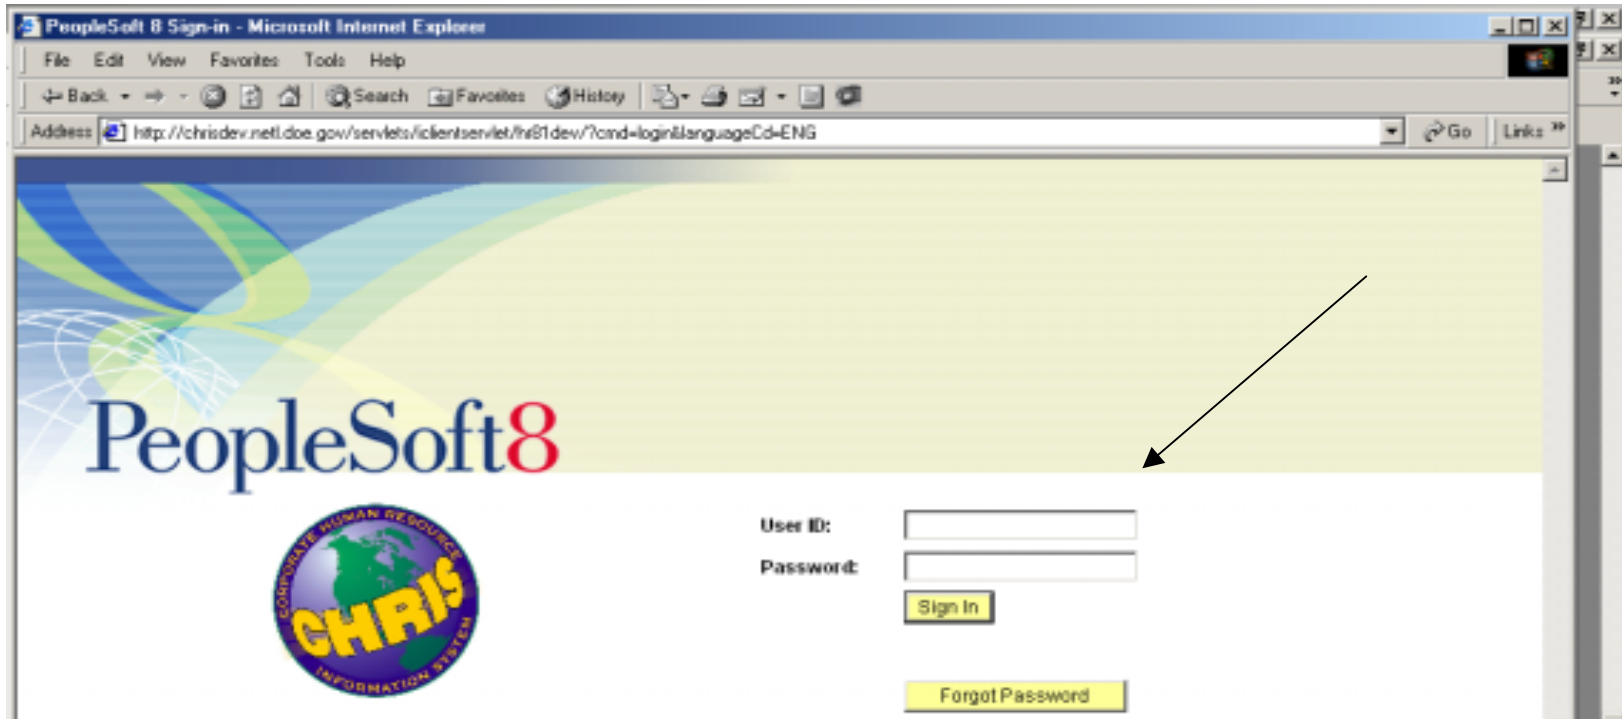 PeopleSoft 8 Sign-in - Microsoft Internet Explorer
File Edit View Favorites Tools Help
Back Search Favorites History
Address http://chrisdev.netl.doe.gov/servlets/iclientservlet/hr81dev/?cmd=login&languageCd=ENG Go Links »
PeopleSoft8
CORPORATE HUMAN RESOURCE
CHRIS
INFORMATION SYSTEM
User ID:
Password:
Sign In
Forgot Password